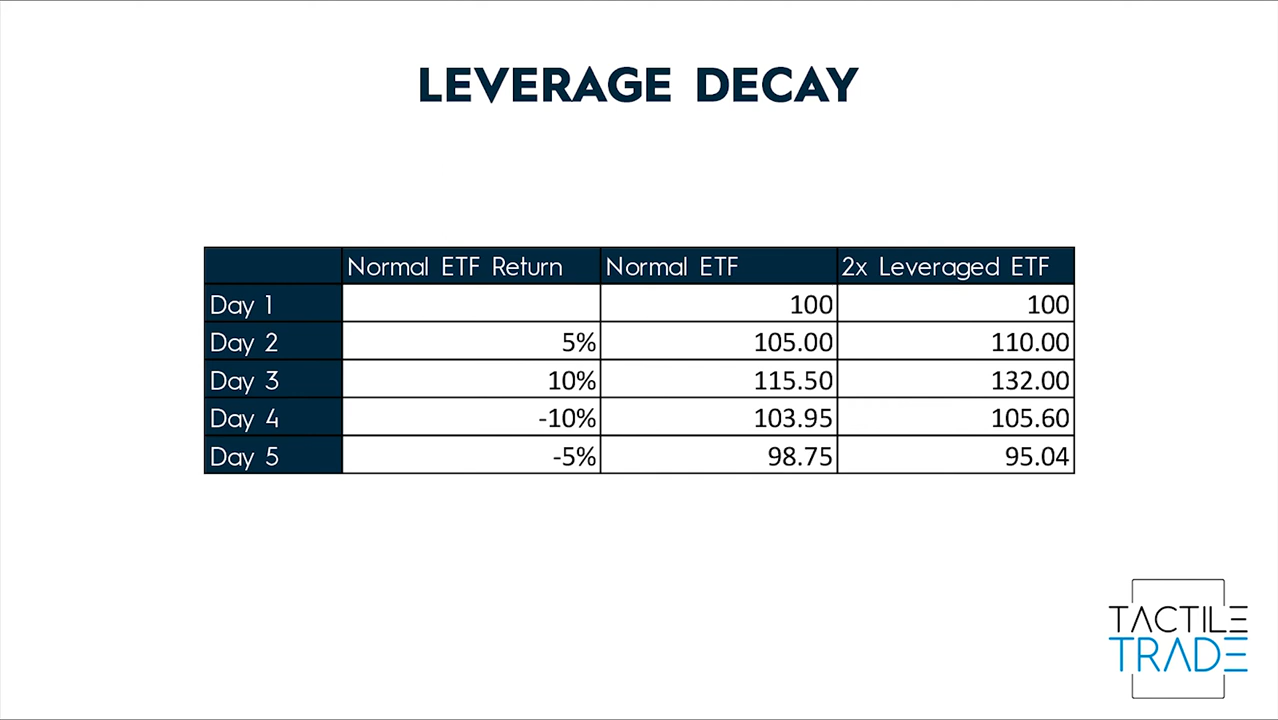 LEVERAGE DECAY
Normal ETF Return Normal ETF 2x Leveraged ETF
Day 1 100 100
Day 2 5% 105.00 110.00
Day 3 10% 115.50 132.00
Day 4 -10% 103.95 105.60
Day 5 -5% 98.75 95.04
TACTILE
TRADE